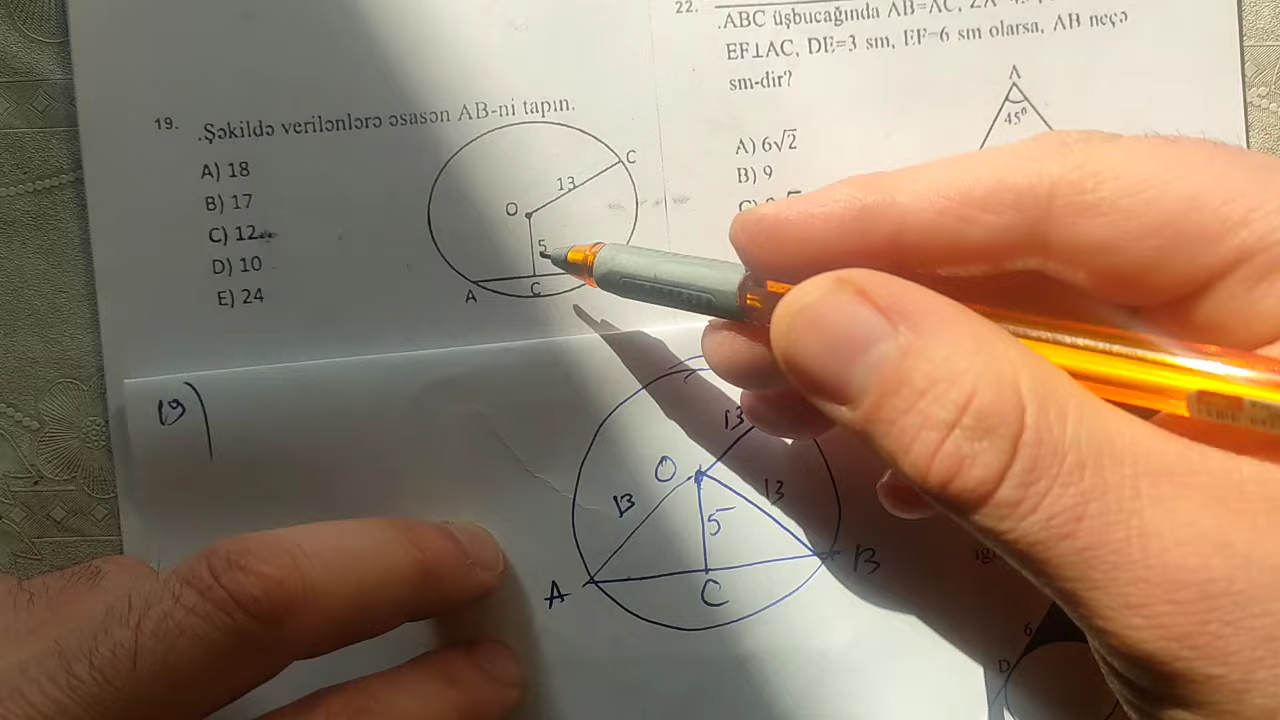 19.
.Şəkildə verilənlərə əsasən AB-ni tapın.
A) 18
B) 17
C) 12
D) 10
E) 24
C
13
O
5
A
C
22.
.ABC üşbucağında AB=AC,
EF⊥AC, DE=3 sm, EF=6 sm olarsa, AB neçə
sm-dir?
A) 6√2
B) 9
A
45⁰
19)
13
O
13
13
5
A
C
B
6
D